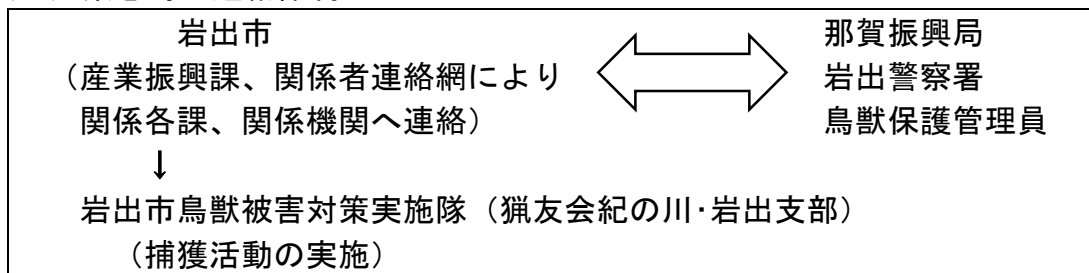 岩出市
（産業振興課、関係者連絡網により
関係各課、関係機関へ連絡）
那賀振興局
岩出警察署
鳥獣保護管理員
↓
岩出市鳥獣被害対策実施隊（猟友会紀の川・岩出支部）
（捕獲活動の実施）